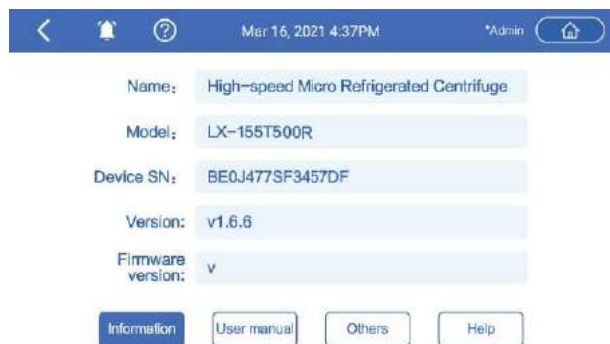 Mar 16, 2021 4:37PM *Admin
Name: High-speed Micro Refrigerated Centrifuge
Model: LX-155T500R
Device SN: BE0J477SF3457DF
Version: v1.6.6
Firmware
version: v
Information User manual Others Help